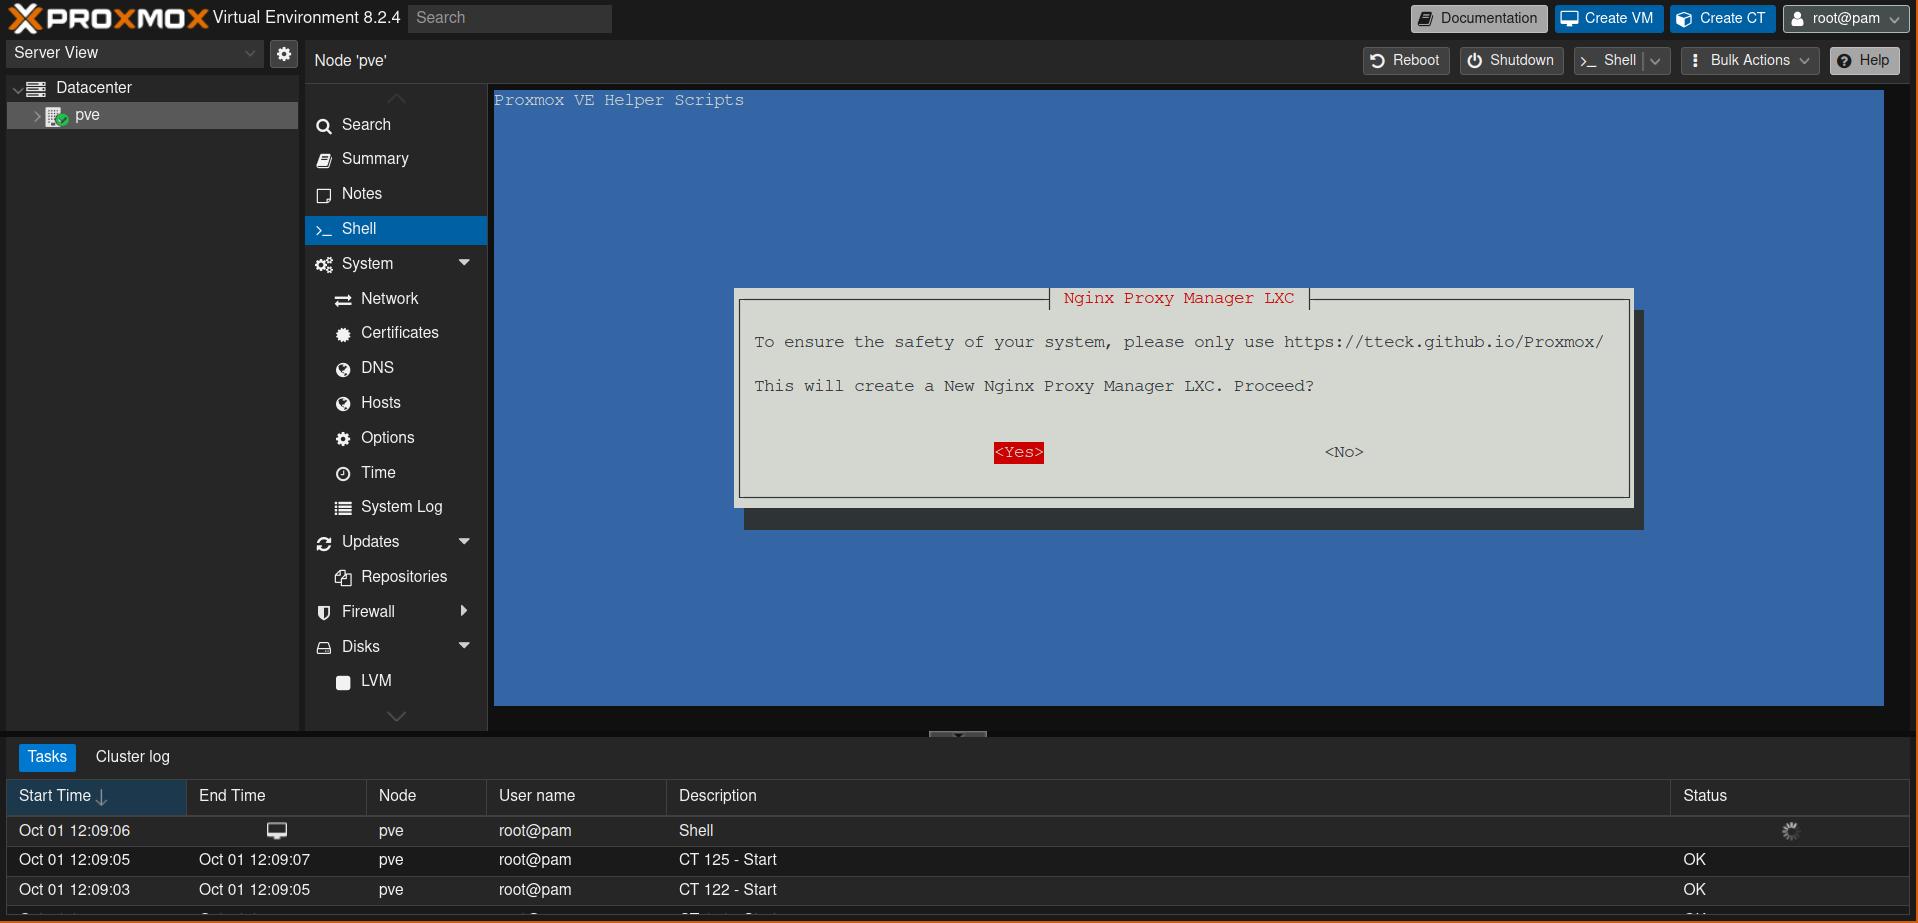 PROXMOX Virtual Environment 8.2.4 Search Documentation Create VM Create CT root@pam
Server View
Datacenter
pve
Node 'pve' Reboot Shutdown >_ Shell Bulk Actions Help
Search
Summary
Notes
>_ Shell
System
Network
Certificates
DNS
Hosts
Options
Time
System Log
Updates
Repositories
Firewall
Disks
LVM
Proxmox VE Helper Scripts
Nginx Proxy Manager LXC
To ensure the safety of your system, please only use https://tteck.github.io/Proxmox/
This will create a New Nginx Proxy Manager LXC. Proceed?
<Yes> <No>
Tasks Cluster log
Start Time End Time Node User name Description Status
Oct 01 12:09:06 pve root@pam Shell
Oct 01 12:09:05 Oct 01 12:09:07 pve root@pam CT 125 - Start OK
Oct 01 12:09:03 Oct 01 12:09:05 pve root@pam CT 122 - Start OK